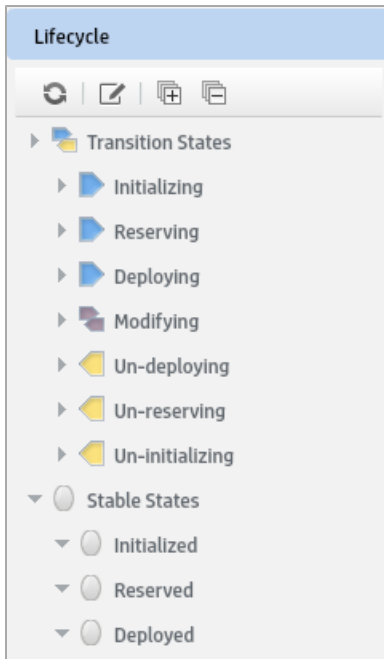 Lifecycle
Transition States
Initializing
Reserving
Deploying
Modifying
Un-deploying
Un-reserving
Un-initializing
Stable States
Initialized
Reserved
Deployed